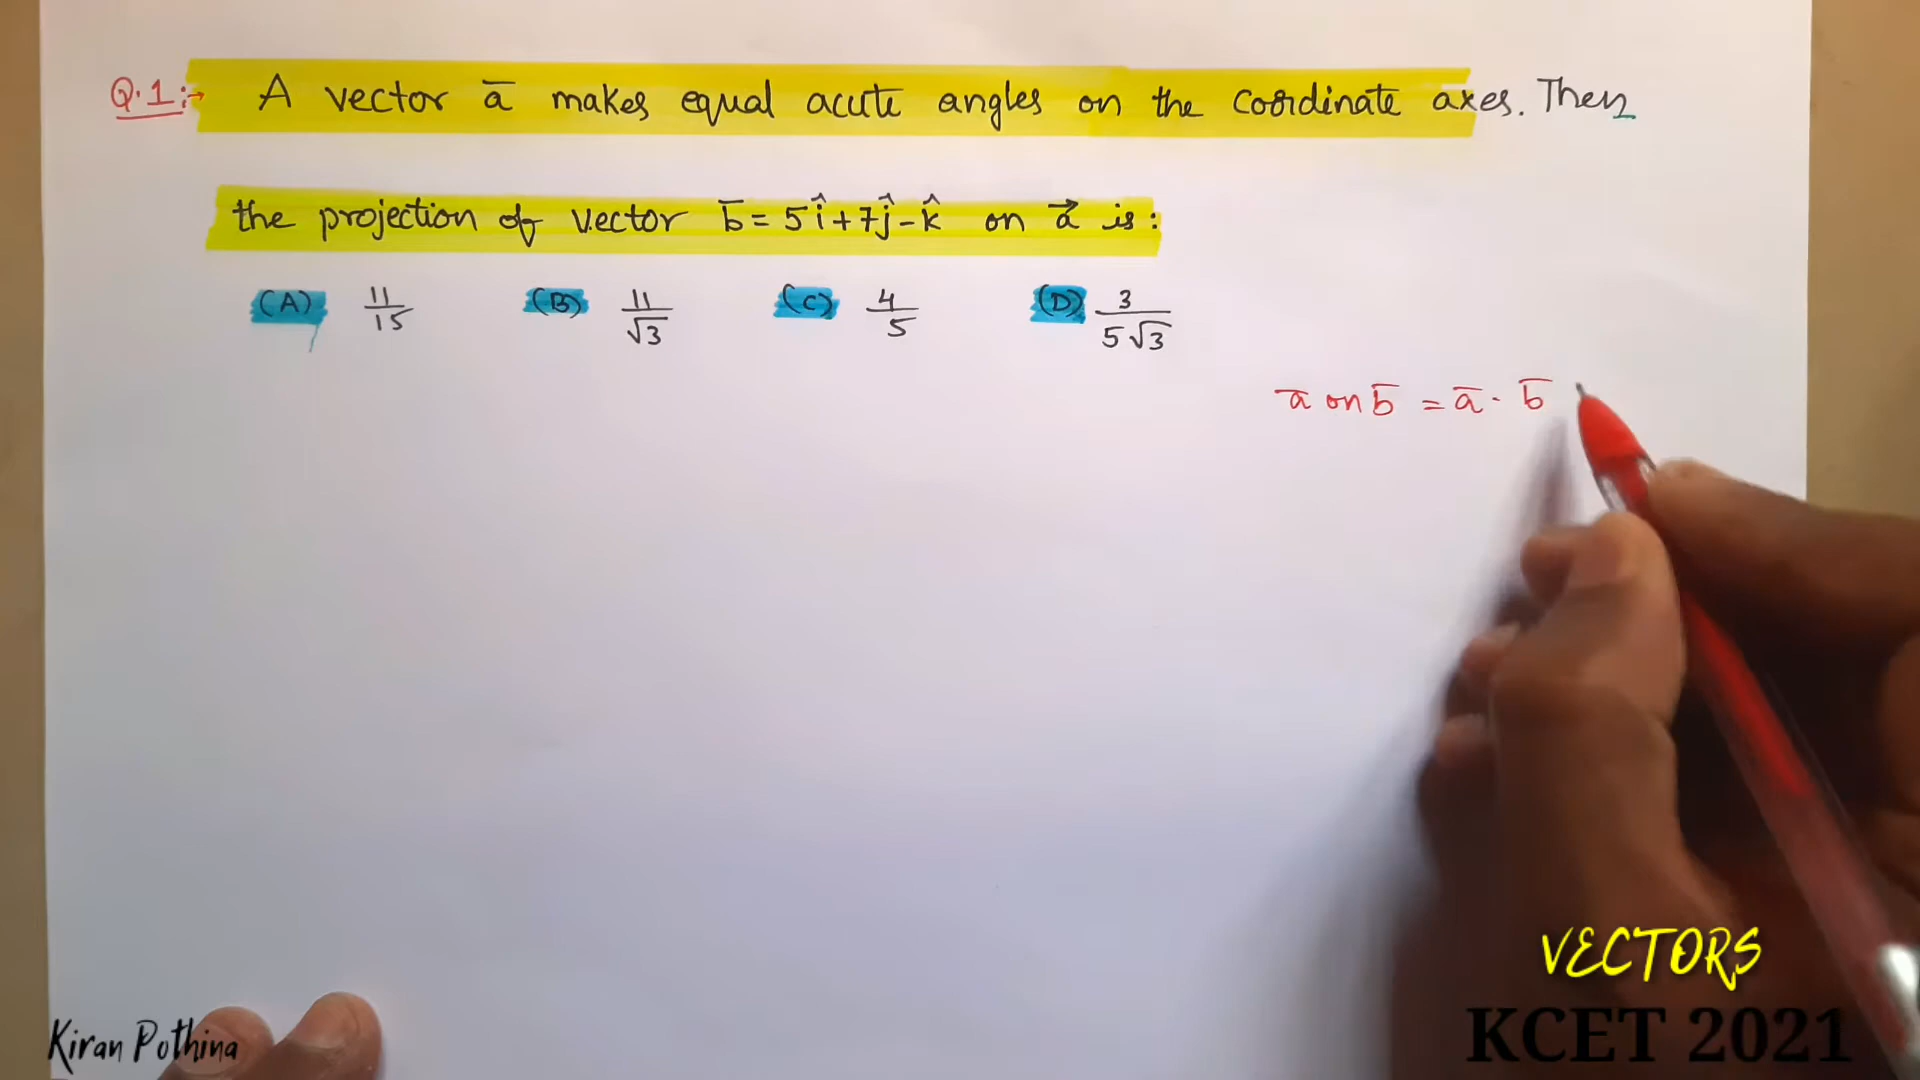 Q.1:→ A vector a̅ makes equal acute angles on the coordinate axes. Then
the projection of vector b̅ = 5î + 7ĵ - k̂ on a⃗ is:
(A) 11/15 (B) 11/√3 (C) 4/5 (D) 3/5√3
a̅ on b̅ = a̅ · b̅
VECTORS
KCET 2021
Kiran Pothina